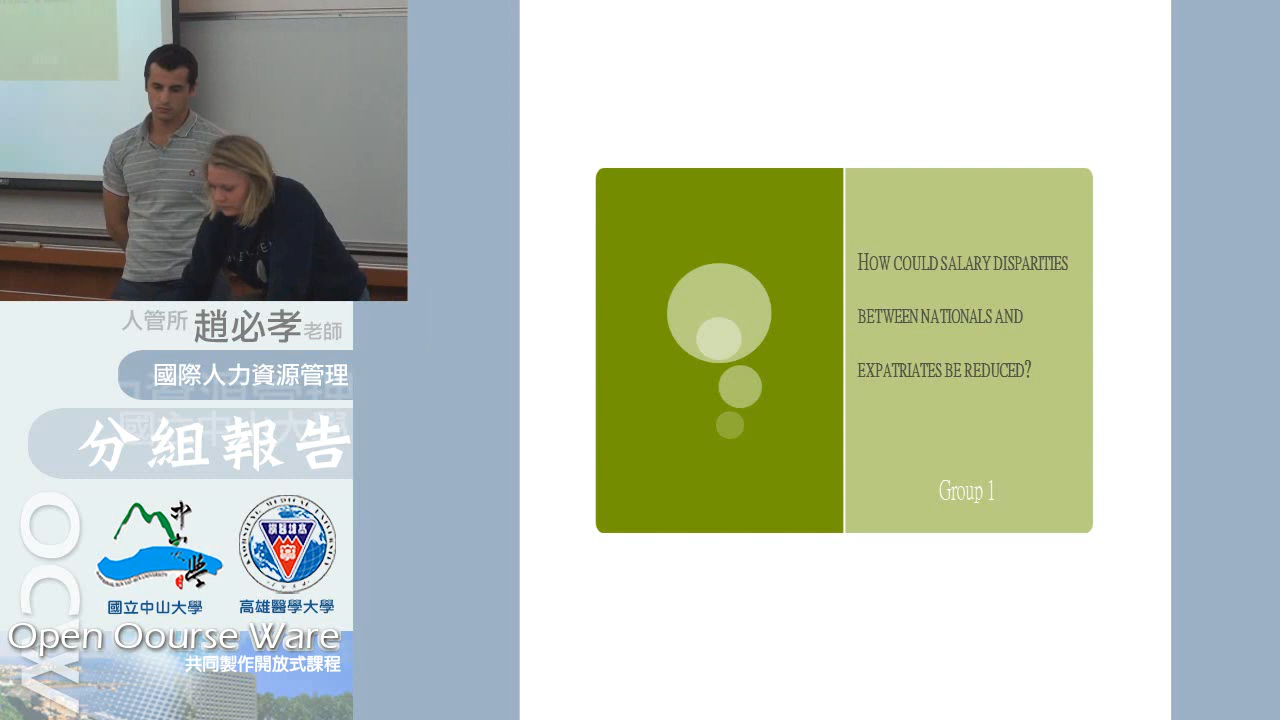 人管所 趙必孝老師
國際人力資源管理
分組報告
國立中山大學
高雄醫學大學
OCW
Open Oourse Ware
共同製作開放式課程
HOW COULD SALARY DISPARITIES
BETWEEN NATIONALS AND
EXPATRIATES BE REDUCED?
Group 1